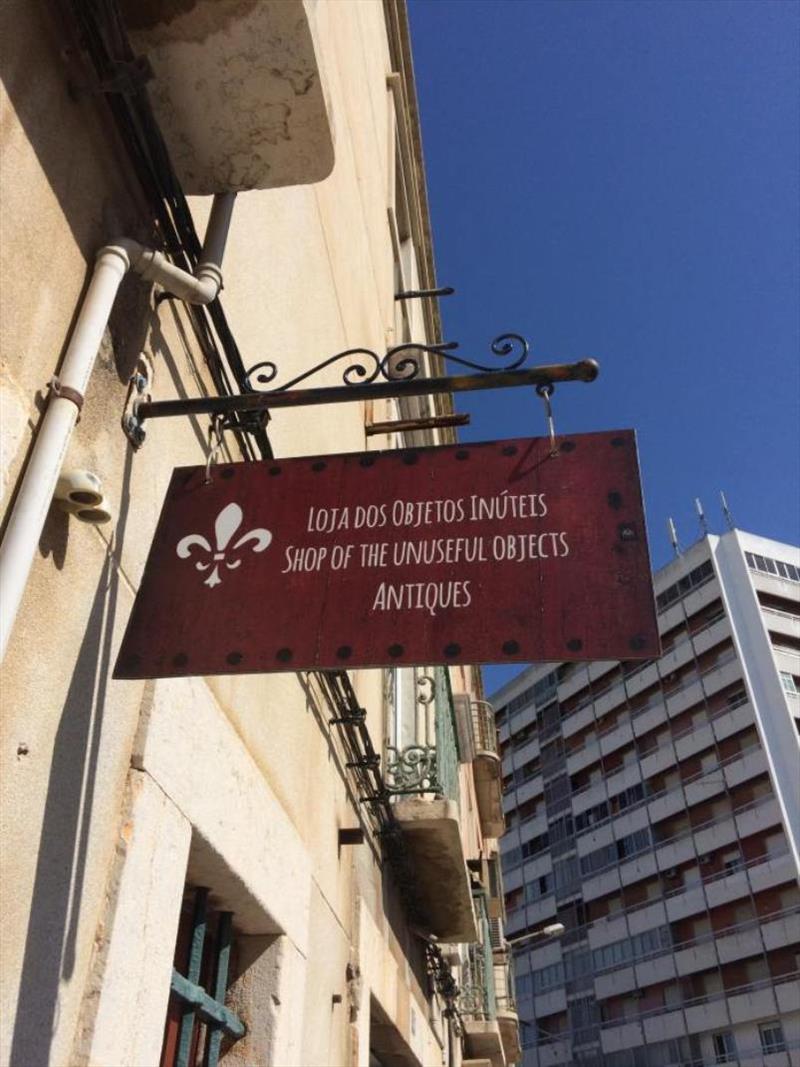 Loja dos Objetos Inúteis
Shop of the unuseful objects
Antiques